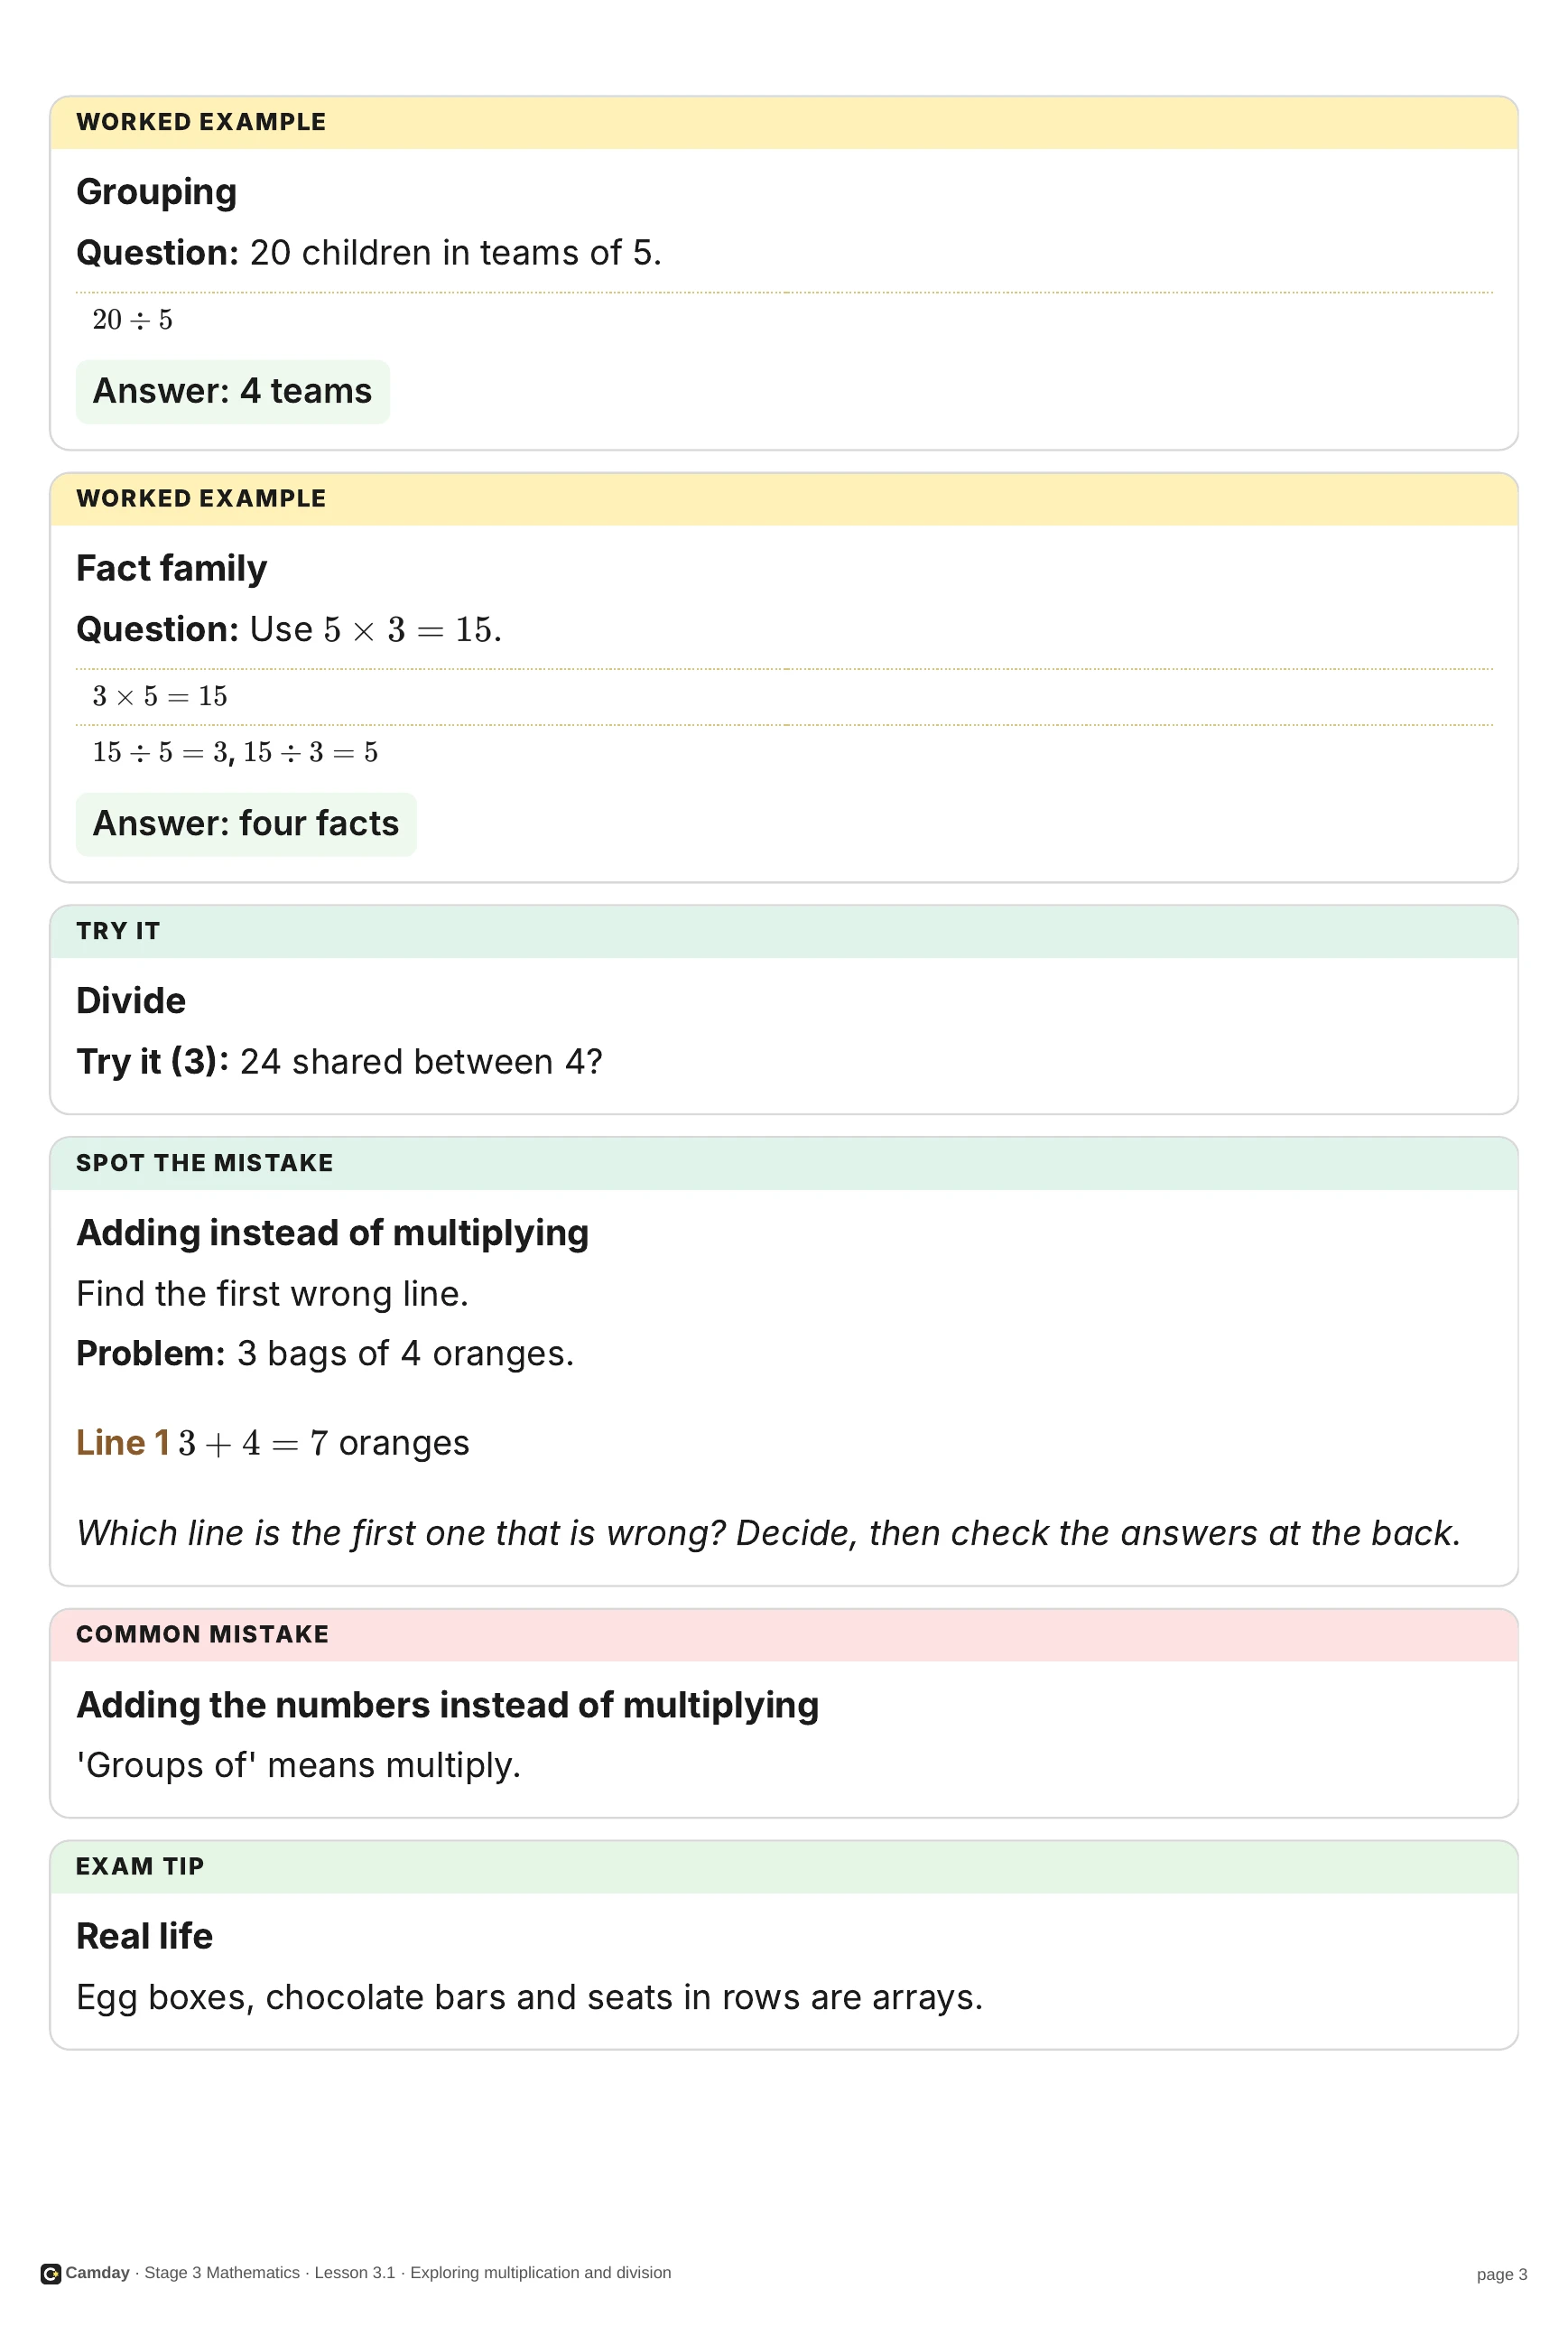 WORKED EXAMPLE
Grouping
Question: 20 children in teams of 5.
20 ÷ 5
Answer: 4 teams
WORKED EXAMPLE
Fact family
Question: Use 5 × 3 = 15.
3 × 5 = 15
15 ÷ 5 = 3, 15 ÷ 3 = 5
Answer: four facts
TRY IT
Divide
Try it (3): 24 shared between 4?
SPOT THE MISTAKE
Adding instead of multiplying
Find the first wrong line.
Problem: 3 bags of 4 oranges.
Line 1 3 + 4 = 7 oranges
Which line is the first one that is wrong? Decide, then check the answers at the back.
COMMON MISTAKE
Adding the numbers instead of multiplying
'Groups of' means multiply.
EXAM TIP
Real life
Egg boxes, chocolate bars and seats in rows are arrays.
Camday · Stage 3 Mathematics · Lesson 3.1 · Exploring multiplication and division
page 3